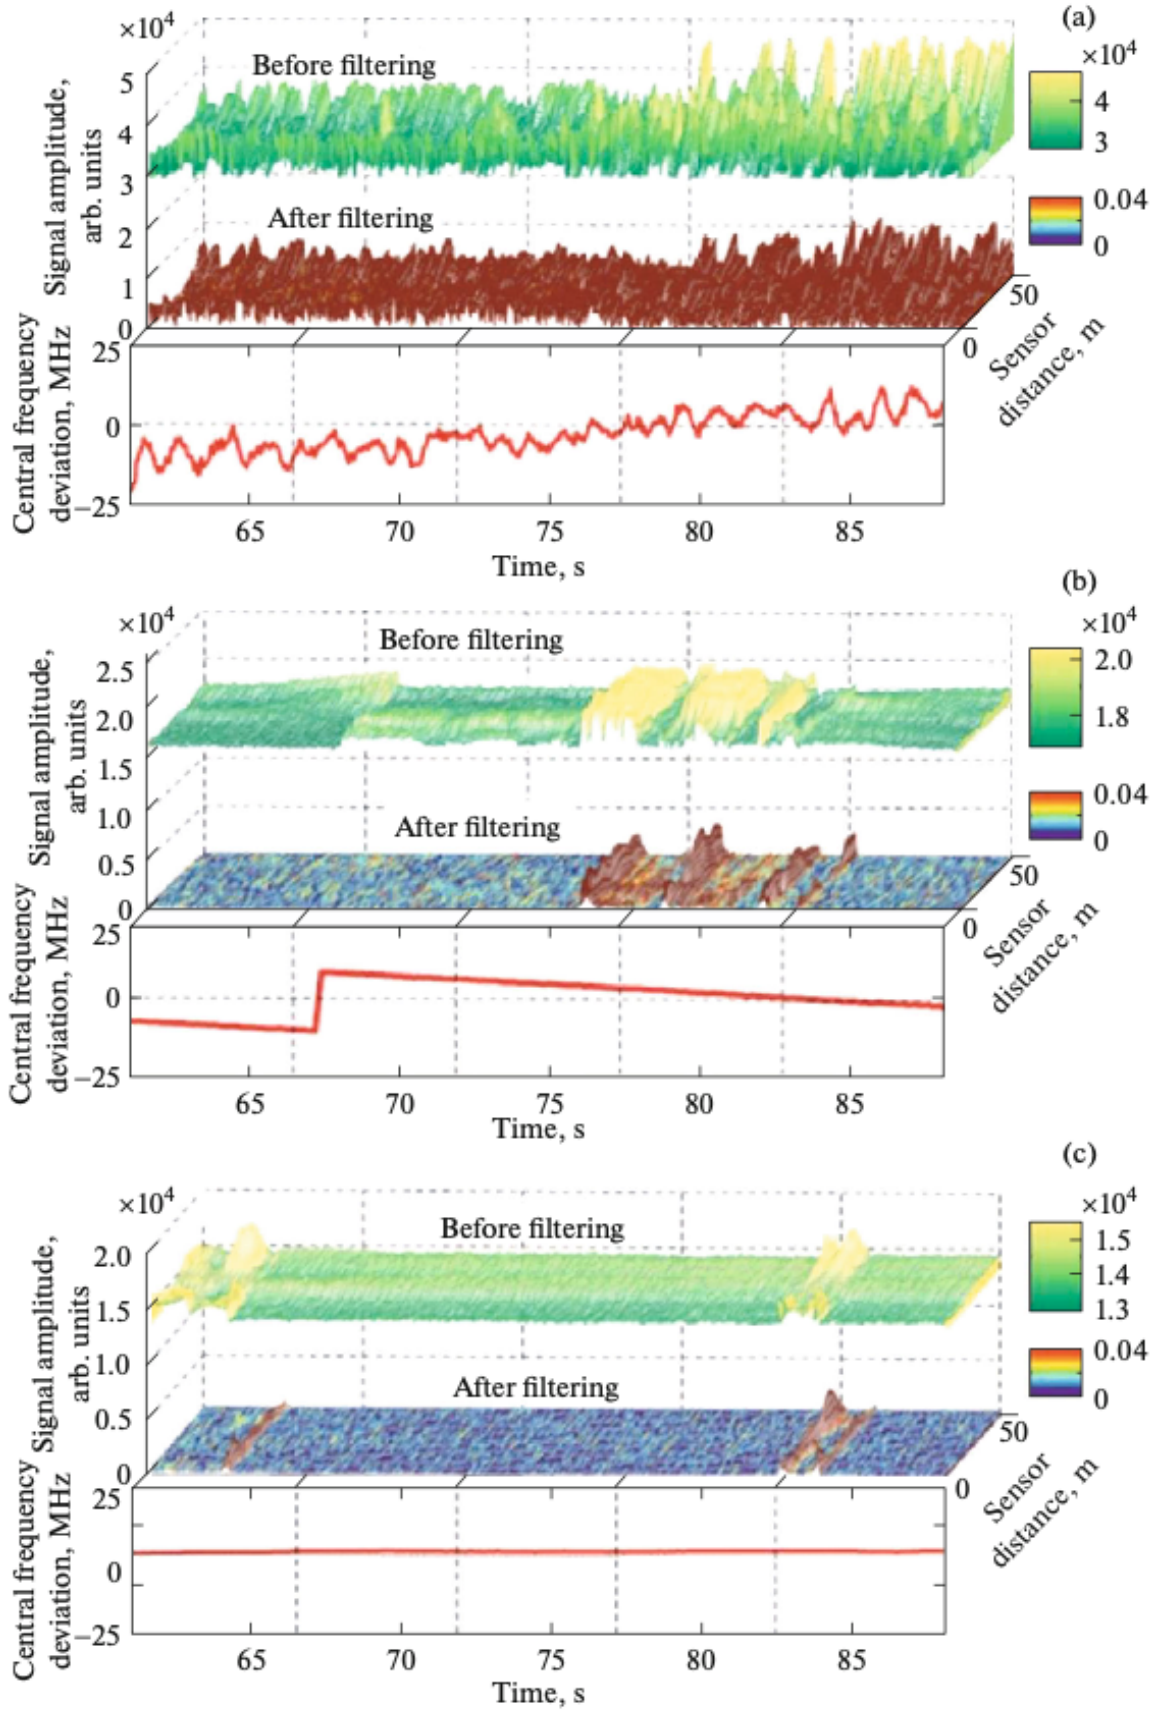 (a)
×10⁴
Before filtering
Signal amplitude,
arb. units
5
4
3
2
1
0
After filtering
×10⁴
4
3
0.04
0
50
0
Sensor
distance, m
Central frequency
deviation, MHz
25
0
−25
65 70 75 80 85
Time, s
(b)
×10⁴
Before filtering
Signal amplitude,
arb. units
2.5
2.0
1.5
1.0
0.5
0
After filtering
×10⁴
2.0
1.8
0.04
0
50
0
Sensor
distance, m
Central frequency
deviation, MHz
25
0
−25
65 70 75 80 85
Time, s
(c)
×10⁴
Before filtering
Signal amplitude,
arb. units
2.0
1.5
1.0
0.5
0
After filtering
×10⁴
1.5
1.4
1.3
0.04
0
50
0
Sensor
distance, m
Central frequency
deviation, MHz
25
0
−25
65 70 75 80 85
Time, s